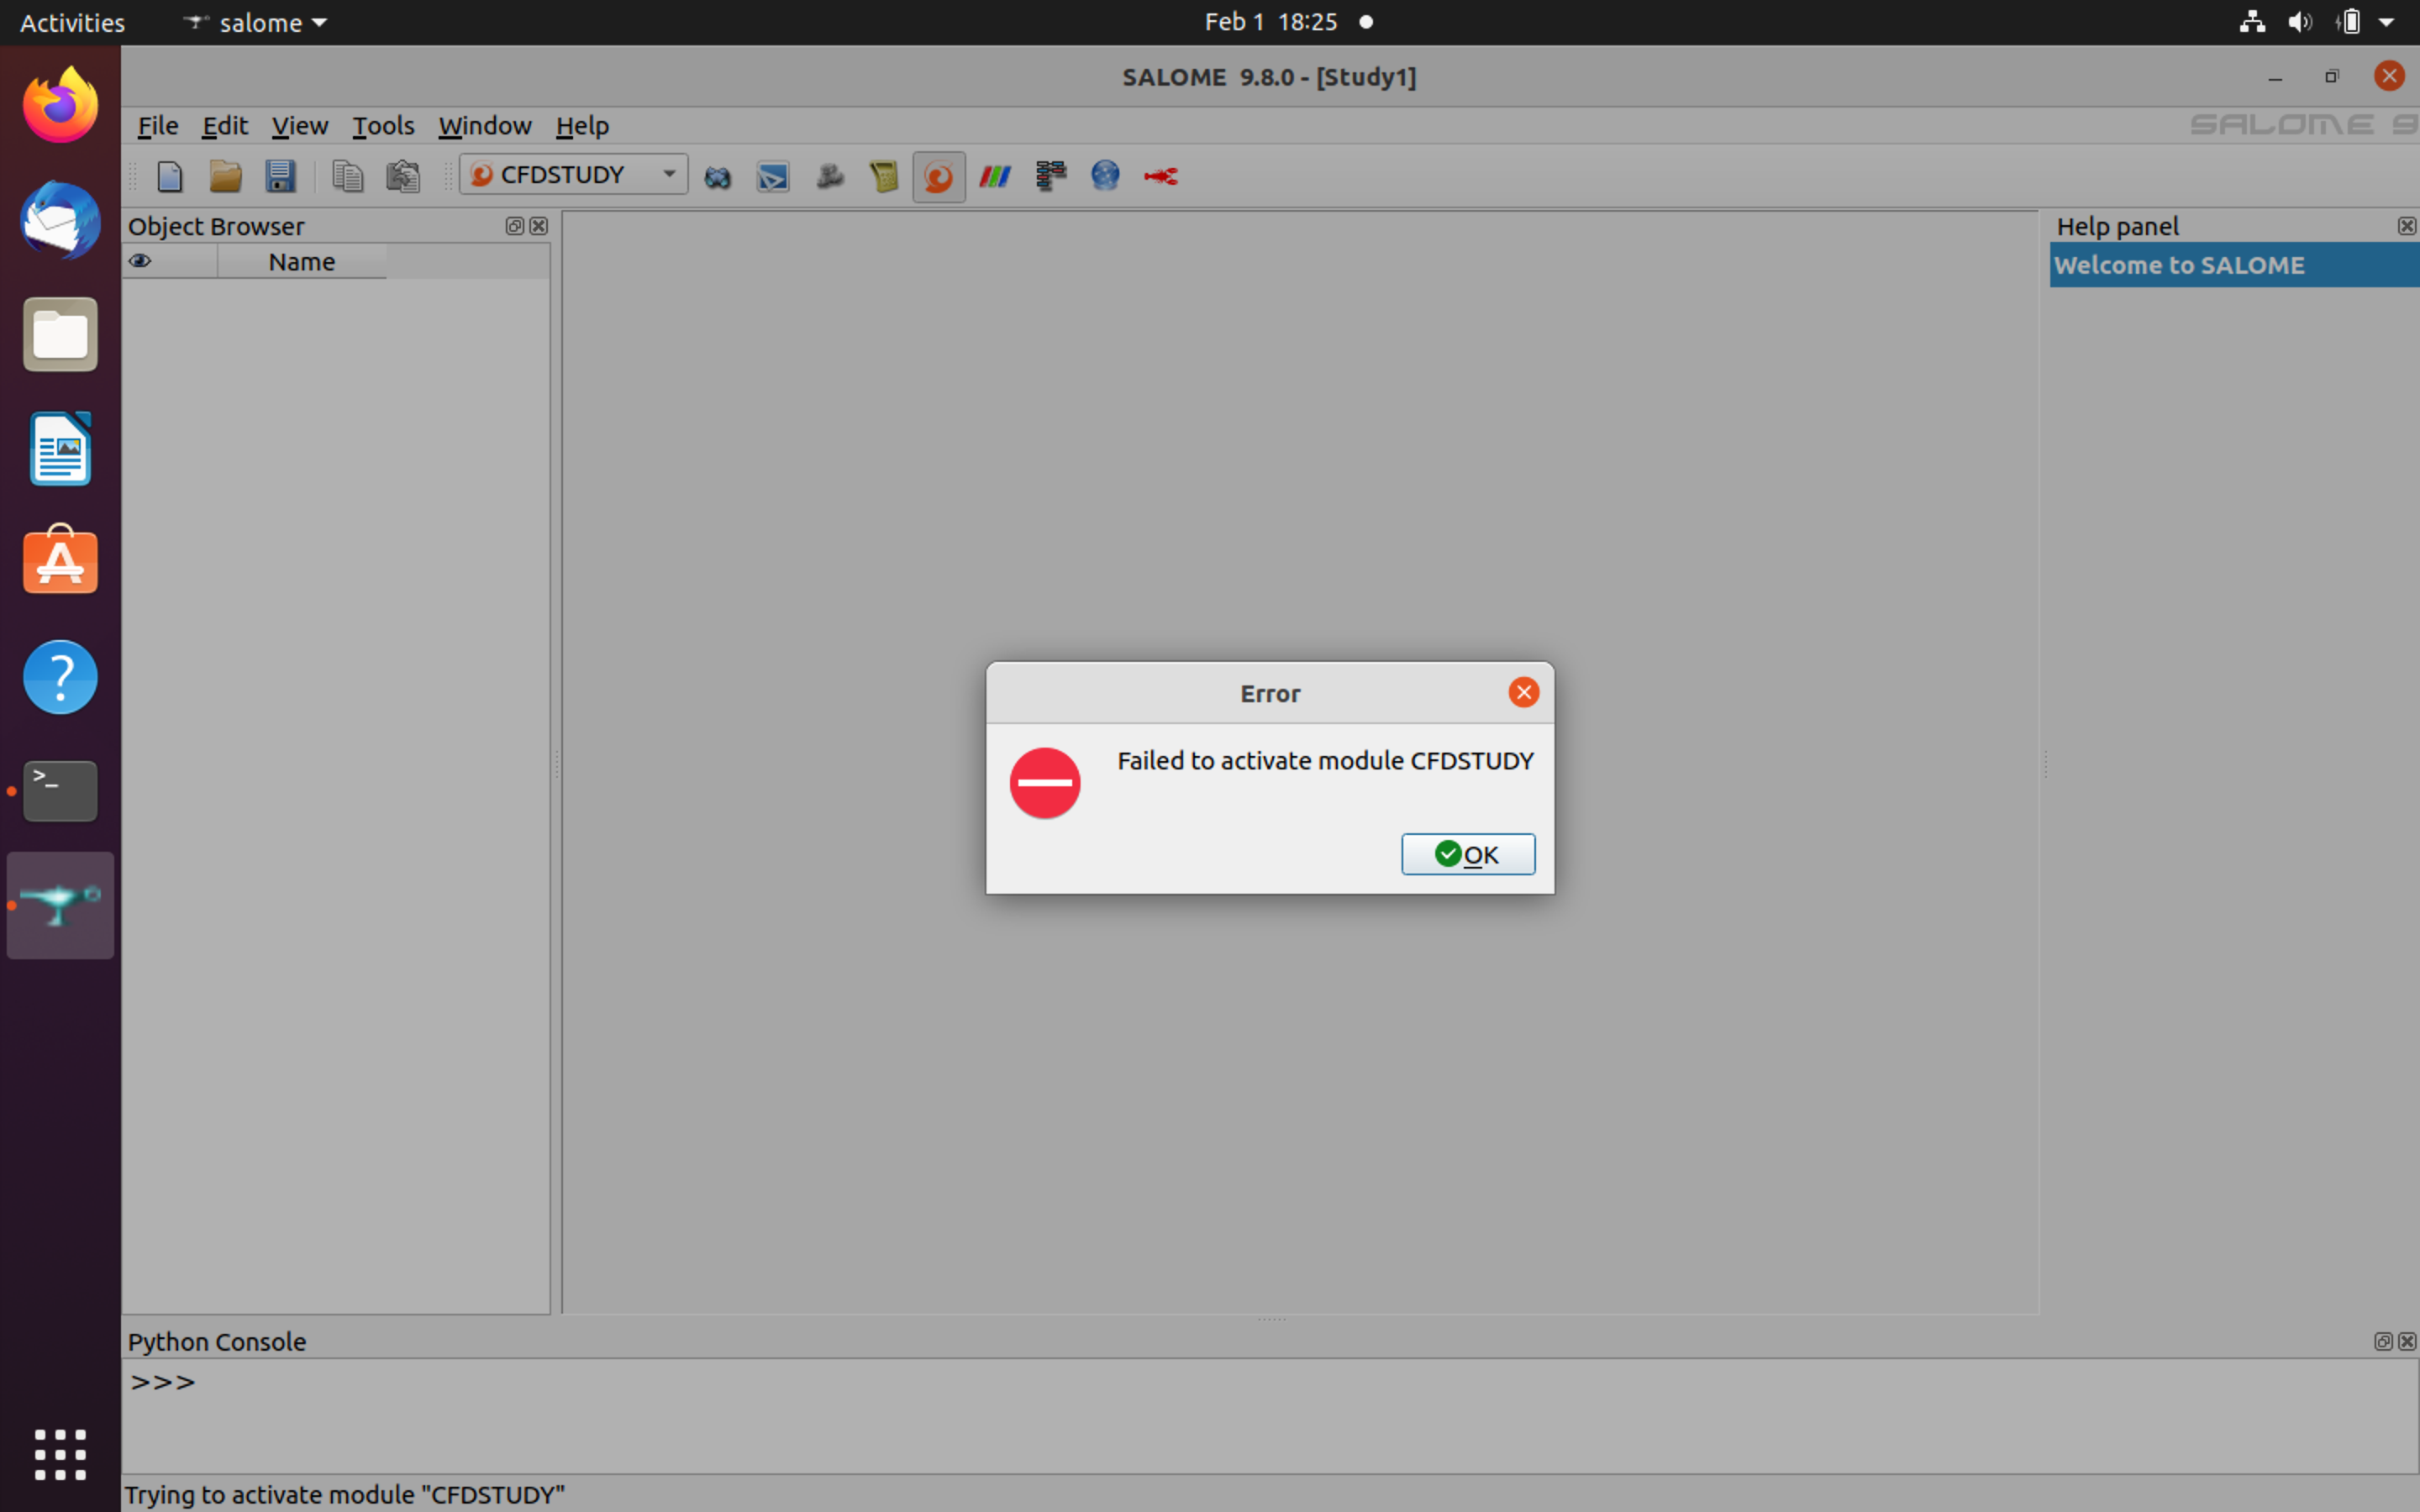 Activities salome Feb 1 18:25
SALOME 9.8.0 - [Study1]
File Edit View Tools Window Help SALOME 9
CFDSTUDY
Object Browser Help panel
Name Welcome to SALOME
Error
Failed to activate module CFDSTUDY
OK
Python Console
>>>
Trying to activate module "CFDSTUDY"